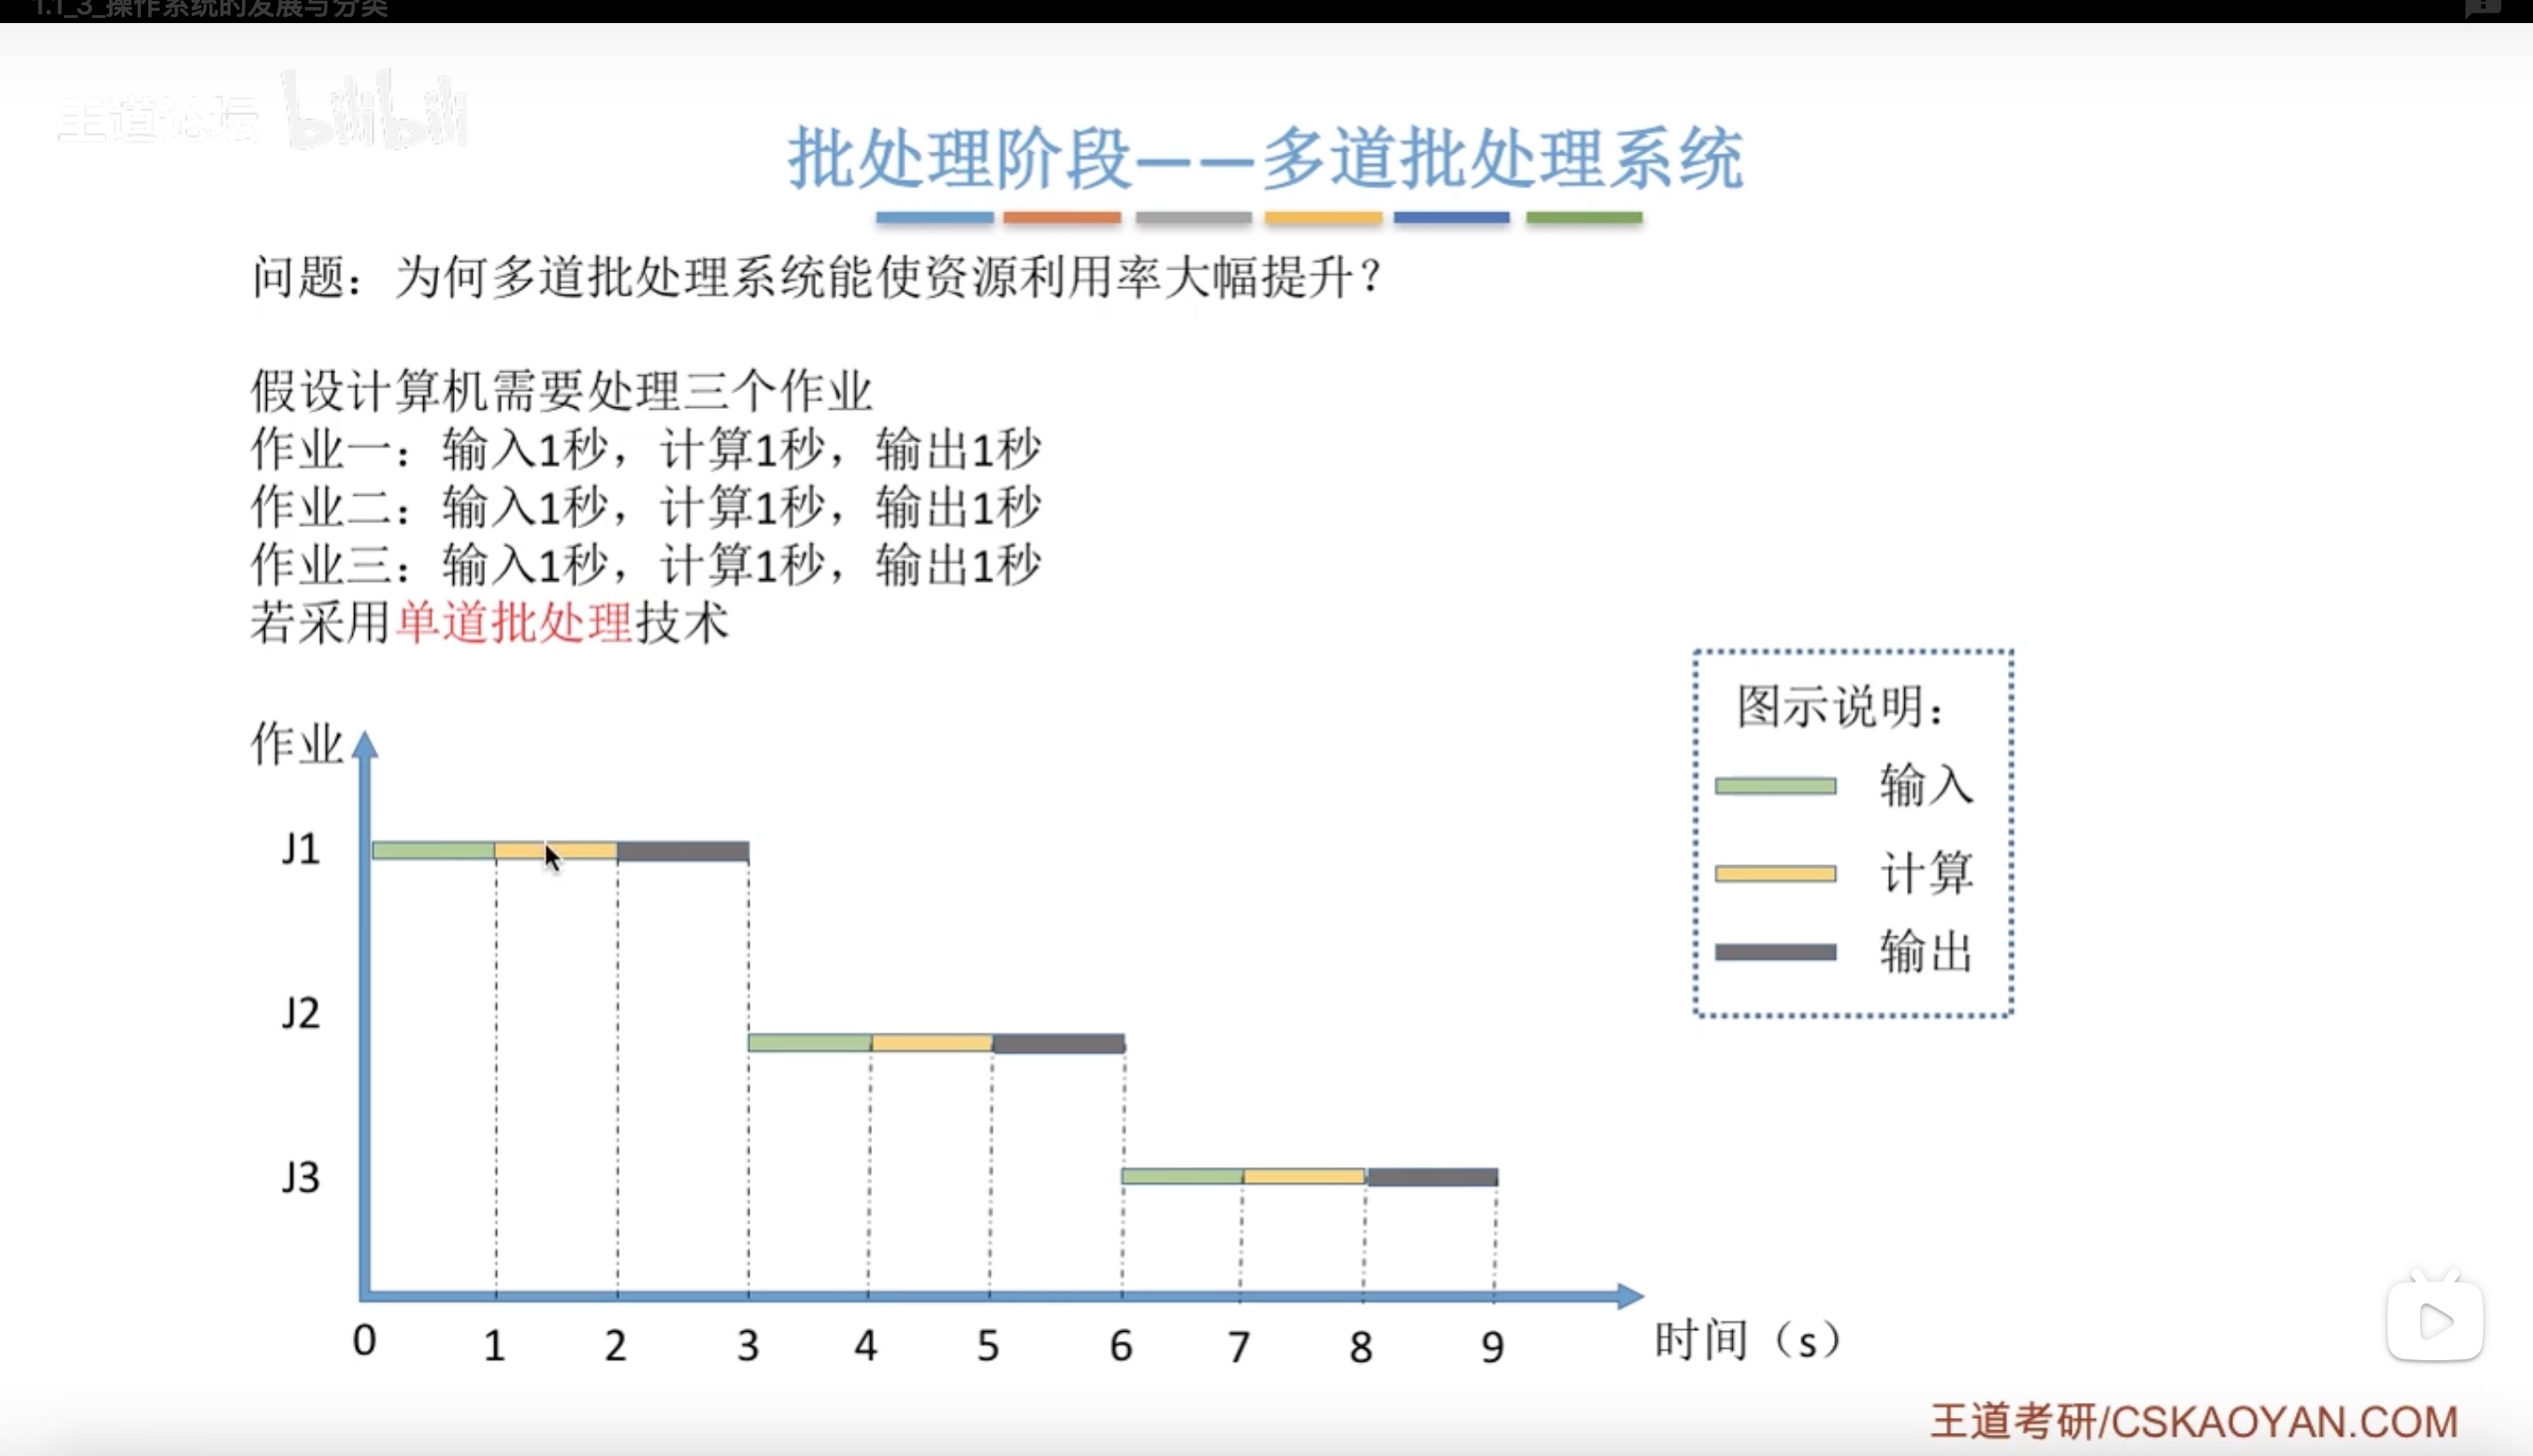 1.1_3_操作系统的发展与分类
王道论坛 bilibili
批处理阶段——多道批处理系统
问题：为何多道批处理系统能使资源利用率大幅提升？
假设计算机需要处理三个作业
作业一：输入1秒，计算1秒，输出1秒
作业二：输入1秒，计算1秒，输出1秒
作业三：输入1秒，计算1秒，输出1秒
若采用单道批处理技术
图示说明：
输入
计算
输出
作业
J1
J2
J3
0 1 2 3 4 5 6 7 8 9 时间（s）
王道考研/CSKAOYAN.COM